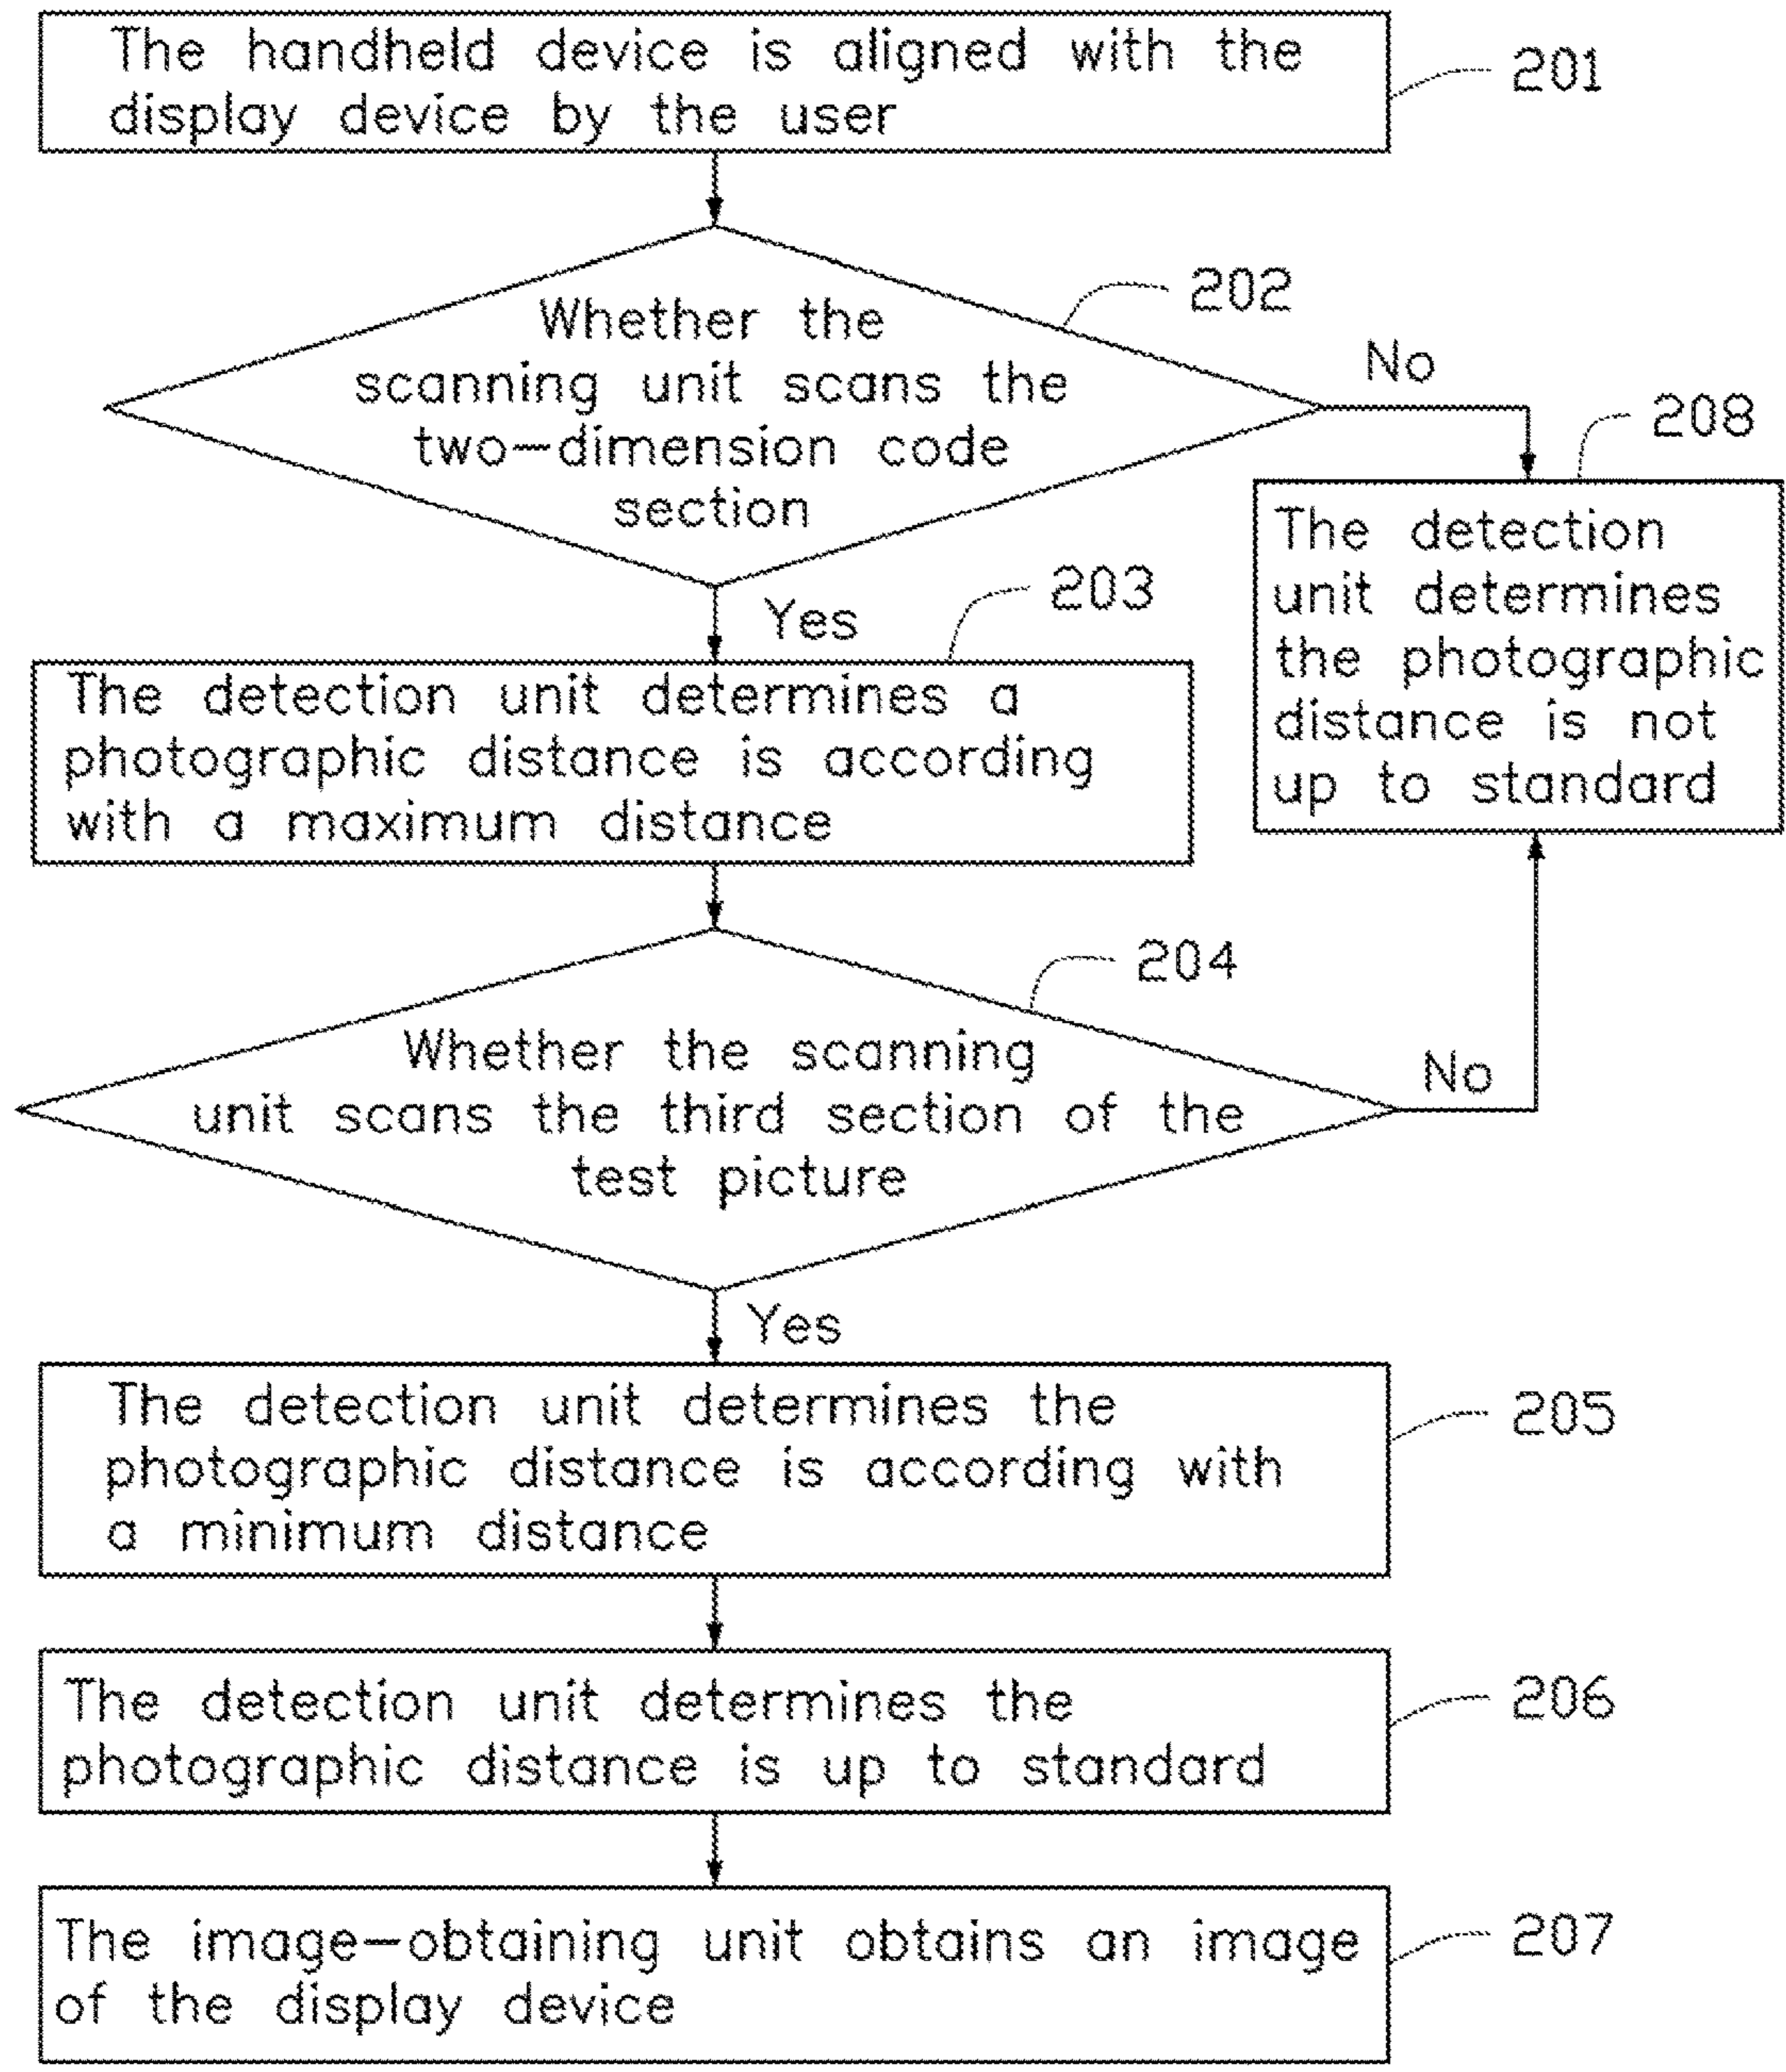 The handheld device is aligned with the
display device by the user
201
Whether the
scanning unit scans the
two-dimension code
section
202
No
208
The detection
unit determines
the photographic
distance is not
up to standard
Yes
203
The detection unit determines a
photographic distance is according
with a maximum distance
204
Whether the scanning
unit scans the third section of the
test picture
No
Yes
The detection unit determines the
photographic distance is according with
a minimum distance
205
The detection unit determines the
photographic distance is up to standard
206
The image-obtaining unit obtains an image
of the display device
207